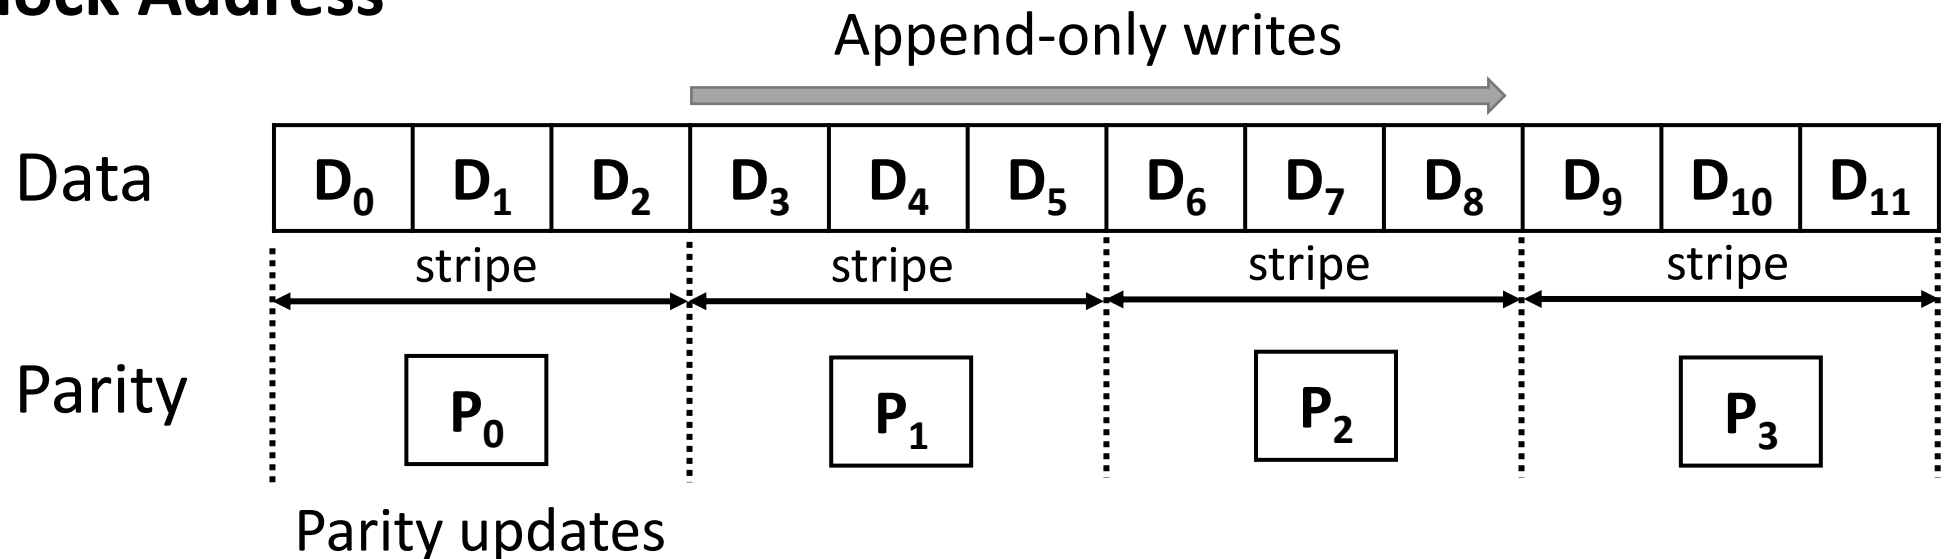 Address
Append-only writes
Data D₀ D₁ D₂ D₃ D₄ D₅ D₆ D₇ D₈ D₉ D₁₀ D₁₁
stripe stripe stripe stripe
Parity P₀ P₁ P₂ P₃
Parity updates